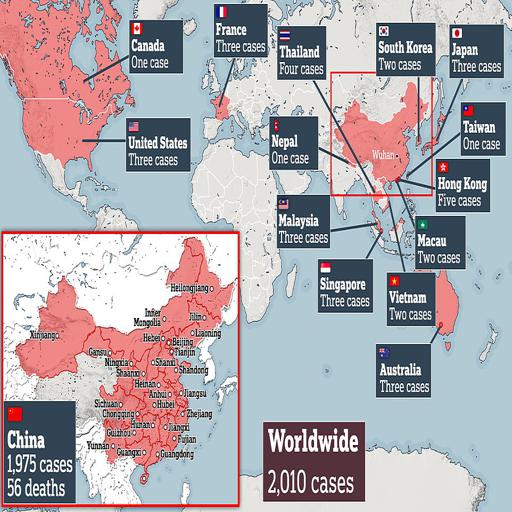 Canada
One case
France
Three cases
Thailand
Four cases
South Korea
Two cases
Japan
Three cases
United States
Three cases
Nepal
One case
Wuhan
Taiwan
One case
Hong Kong
Five cases
Malaysia
Three cases
Macau
Two cases
Singapore
Three cases
Vietnam
Two cases
Australia
Three cases
Heilongjiang
Inner
Mongolia
Jilin
Xinjiang
Liaoning
Hebei
Beijing
Tianjin
Gansu
Ningxia
Shanxi
Shaanxi
Shandong
Henan
Anhui
Jiangsu
Sichuan
Hubei
Chongqing
Zhejiang
Hunan
Jiangxi
Guizhou
Fujian
Yunnan
Guangxi
Guangdong
China
1,975 cases
56 deaths
Worldwide
2,010 cases